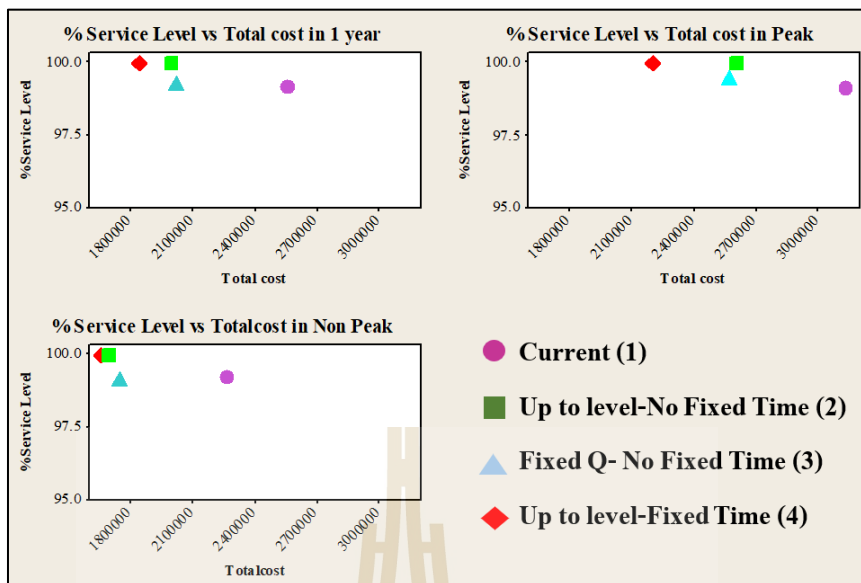 % Service Level vs Total cost in 1 year
100.0
97.5
95.0
%Service Level
1800000
2100000
2400000
2700000
3000000
Total cost
% Service Level vs Total cost in Peak
100.0
97.5
95.0
%Service Level
1800000
2100000
2400000
2700000
3000000
Total cost
% Service Level vs Totalcost in Non Peak
100.0
97.5
95.0
%Service Level
1800000
2100000
2400000
2700000
3000000
Totalcost
Current (1)
Up to level-No Fixed Time (2)
Fixed Q- No Fixed Time (3)
Up to level-Fixed Time (4)